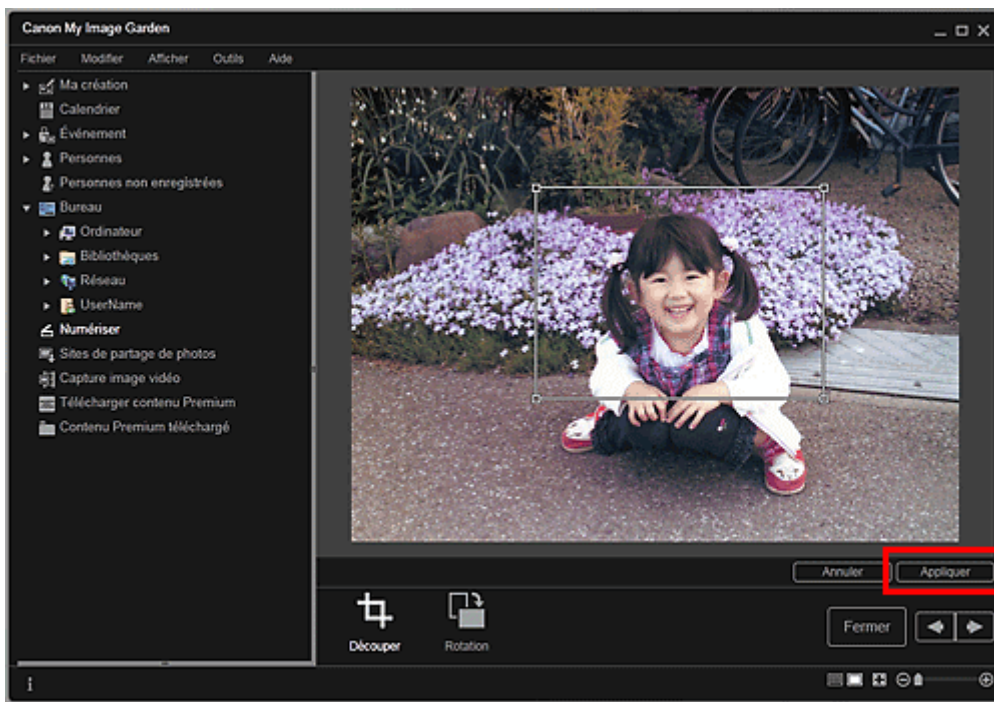 Canon My Image Garden
Fichier Modifier Afficher Outils Aide
Ma création
Calendrier
Événement
Personnes
Personnes non enregistrées
Bureau
Ordinateur
Bibliothèques
Réseau
UserName
Numériser
Sites de partage de photos
Capture image vidéo
Télécharger contenu Premium
Contenu Premium téléchargé
Annuler Appliquer
Découper Rotation
Fermer